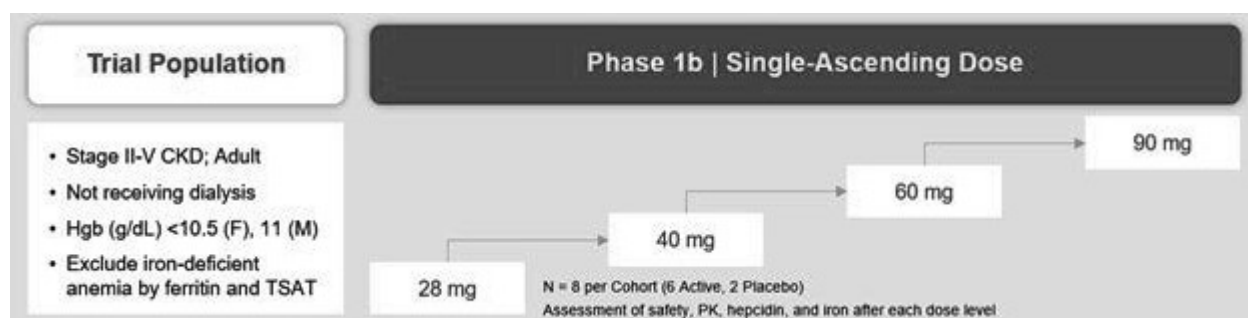 Trial Population
Phase 1b | Single-Ascending Dose
• Stage II-V CKD; Adult
• Not receiving dialysis
• Hgb (g/dL) <10.5 (F), 11 (M)
• Exclude iron-deficient
anemia by ferritin and TSAT
28 mg
40 mg
60 mg
90 mg
N = 8 per Cohort (6 Active, 2 Placebo)
Assessment of safety, PK, hepcidin, and iron after each dose level